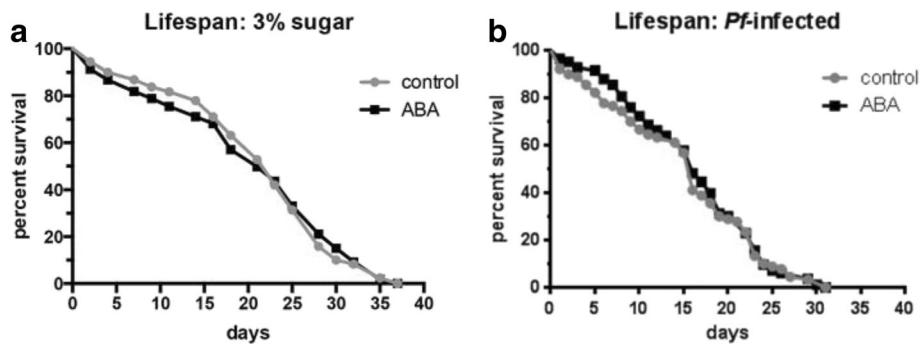 a
Lifespan: 3% sugar
percent survival
100
80
60
40
20
0
0 5 10 15 20 25 30 35 40
days
control
ABA
b
Lifespan: Pf-infected
percent survival
100
80
60
40
20
0
0 5 10 15 20 25 30 35 40
days
control
ABA